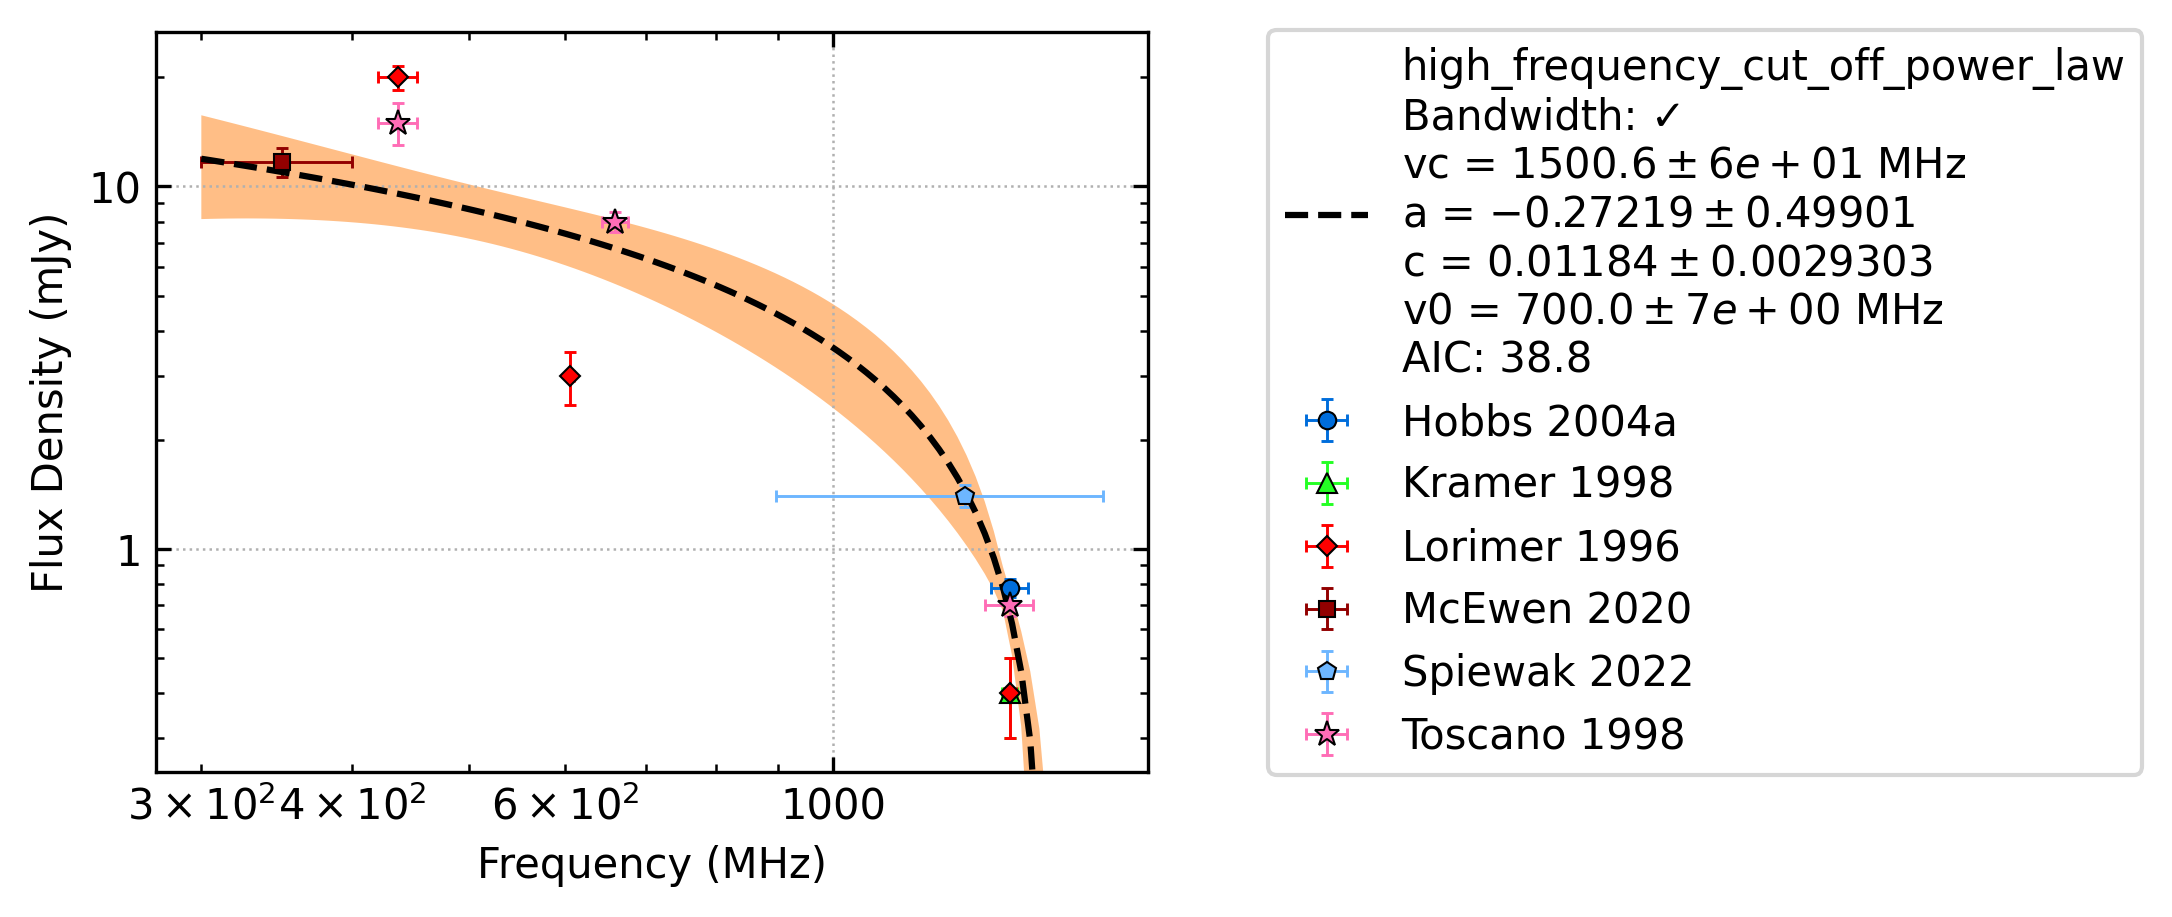 10
1
Flux Density (mJy)
3 × 10² 4 × 10² 6 × 10² 1000
Frequency (MHz)
high_frequency_cut_off_power_law
Bandwidth: ✓
vc = 1500.6 ± 6e + 01 MHz
a = −0.27219 ± 0.49901
c = 0.01184 ± 0.0029303
v0 = 700.0 ± 7e + 00 MHz
AIC: 38.8
Hobbs 2004a
Kramer 1998
Lorimer 1996
McEwen 2020
Spiewak 2022
Toscano 1998